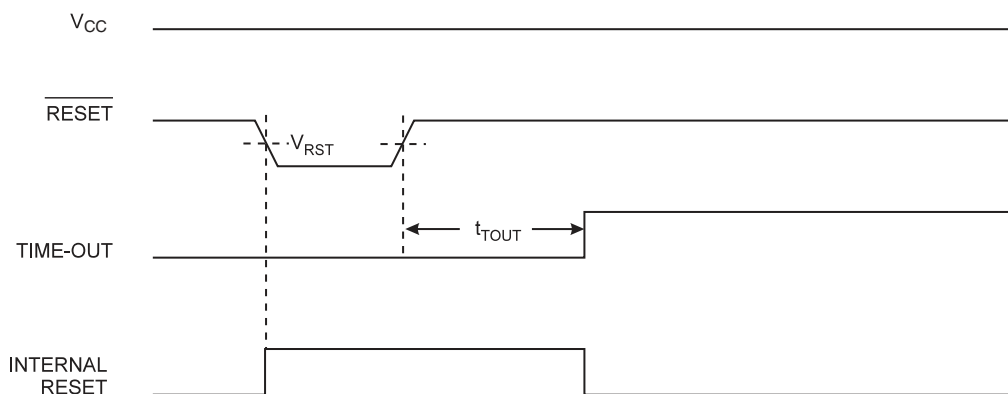 VCC
RESET
VRST
tTOUT
TIME-OUT
INTERNAL
RESET